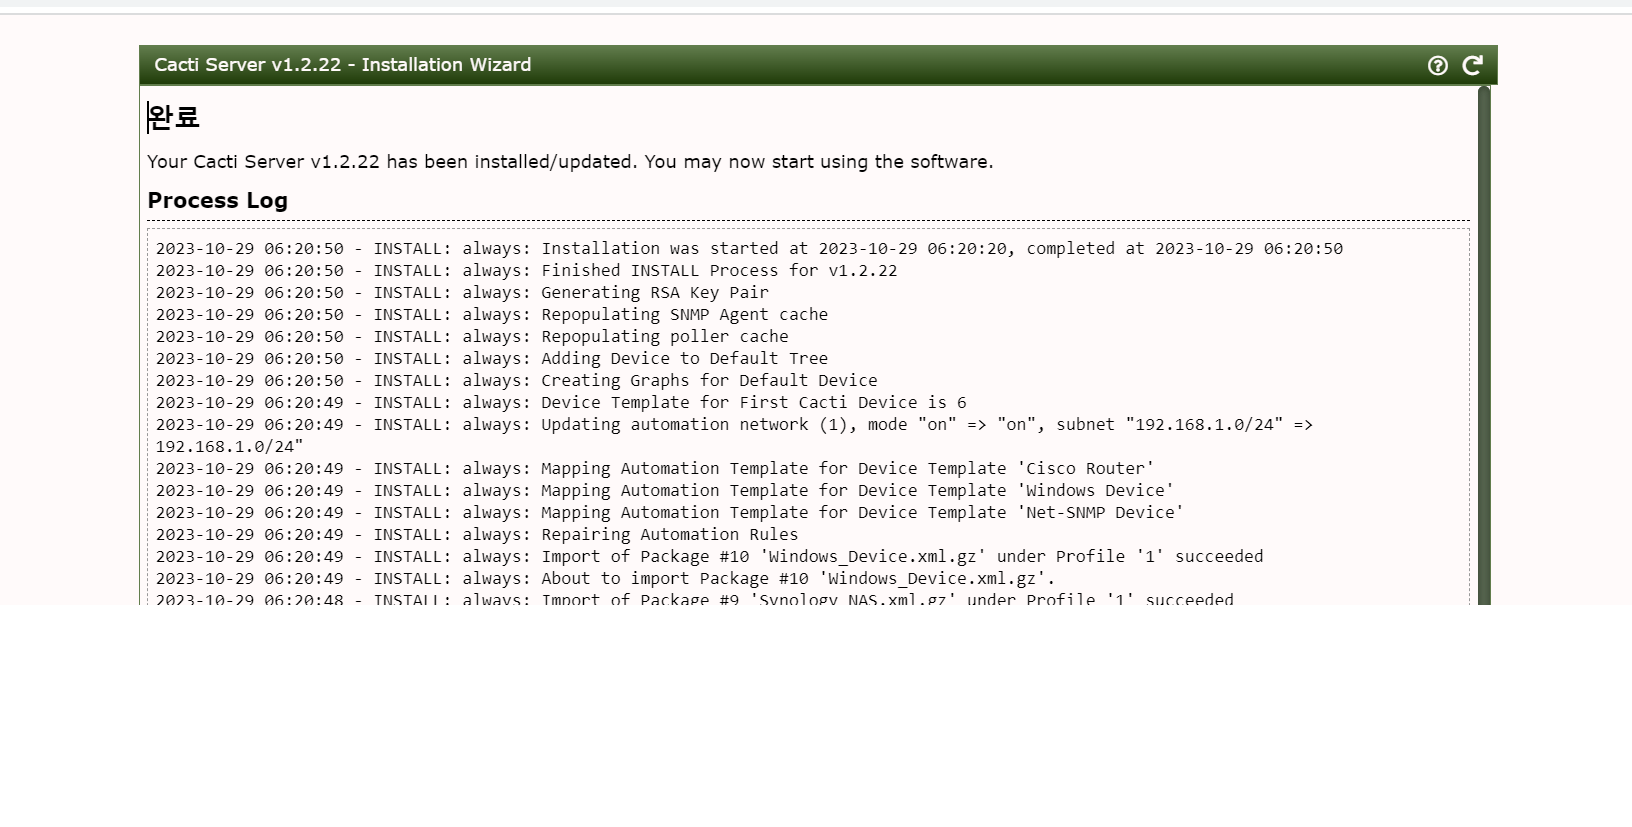 Cacti Server v1.2.22 - Installation Wizard
완료
Your Cacti Server v1.2.22 has been installed/updated. You may now start using the software.
Process Log
2023-10-29 06:20:50 - INSTALL: always: Installation was started at 2023-10-29 06:20:20, completed at 2023-10-29 06:20:50
2023-10-29 06:20:50 - INSTALL: always: Finished INSTALL Process for v1.2.22
2023-10-29 06:20:50 - INSTALL: always: Generating RSA Key Pair
2023-10-29 06:20:50 - INSTALL: always: Repopulating SNMP Agent cache
2023-10-29 06:20:50 - INSTALL: always: Repopulating poller cache
2023-10-29 06:20:50 - INSTALL: always: Adding Device to Default Tree
2023-10-29 06:20:50 - INSTALL: always: Creating Graphs for Default Device
2023-10-29 06:20:49 - INSTALL: always: Device Template for First Cacti Device is 6
2023-10-29 06:20:49 - INSTALL: always: Updating automation network (1), mode "on" => "on", subnet "192.168.1.0/24" =>
192.168.1.0/24"
2023-10-29 06:20:49 - INSTALL: always: Mapping Automation Template for Device Template 'Cisco Router'
2023-10-29 06:20:49 - INSTALL: always: Mapping Automation Template for Device Template 'Windows Device'
2023-10-29 06:20:49 - INSTALL: always: Mapping Automation Template for Device Template 'Net-SNMP Device'
2023-10-29 06:20:49 - INSTALL: always: Repairing Automation Rules
2023-10-29 06:20:49 - INSTALL: always: Import of Package #10 'Windows_Device.xml.gz' under Profile '1' succeeded
2023-10-29 06:20:49 - INSTALL: always: About to import Package #10 'Windows_Device.xml.gz'.
2023-10-29 06:20:48 - INSTALL: always: Import of Package #9 'Synology_NAS.xml.gz' under Profile '1' succeeded